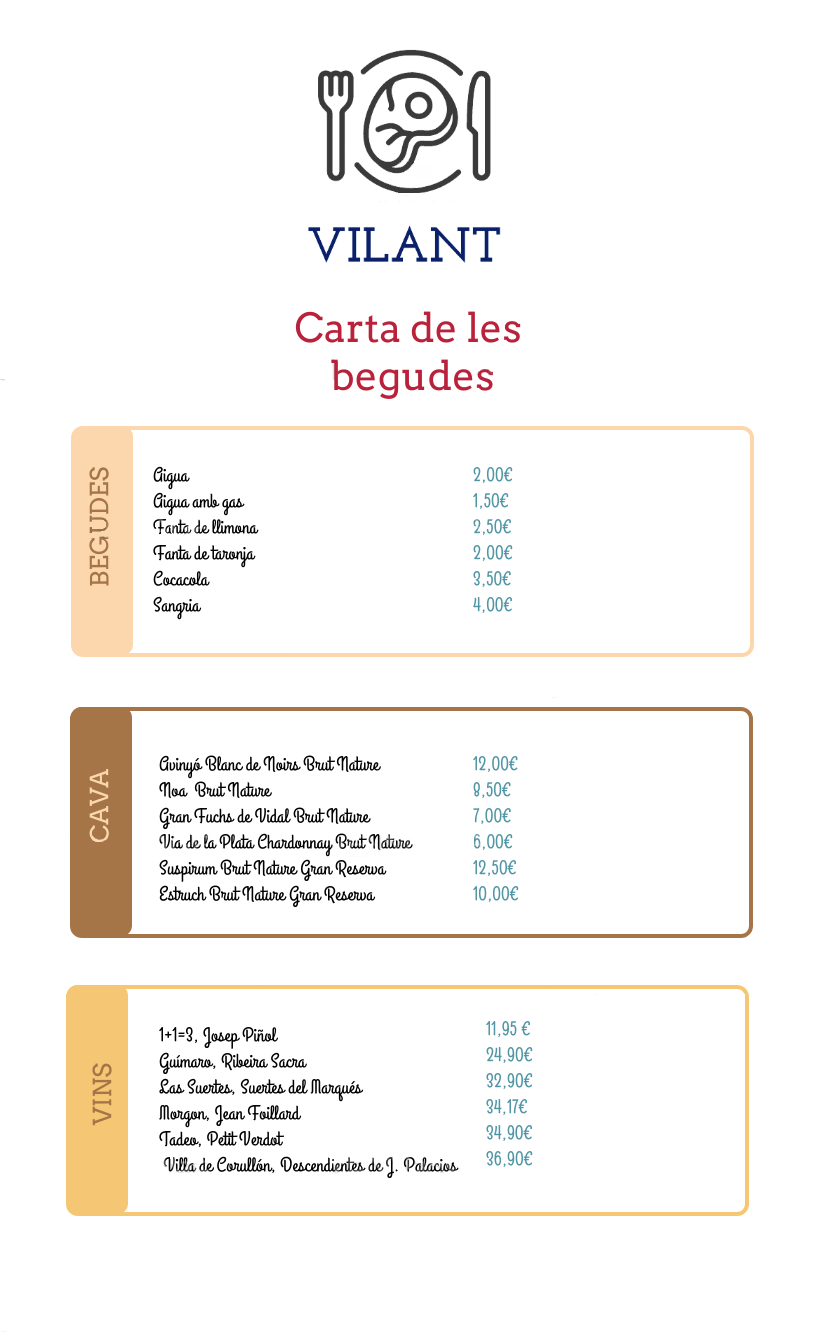 VILANT
Carta de les
begudes
BEGUDES
Aigua 2,00€
Aigua amb gas 1,50€
Fanta de llimona 2,50€
Fanta de taronja 2,00€
Cocacola 3,50€
Sangria 4,00€
CAVA
Avinyó Blanc de Noirs Brut Nature 12,00€
Noa Brut Nature 8,50€
Gran Fuchs de Vidal Brut Nature 7,00€
Via de la Plata Chardonnay Brut Nature 6,00€
Suspirum Brut Nature Gran Reserva 12,50€
Estruch Brut Nature Gran Reserva 10,00€
VINS
1+1=3, Josep Piñol 11,95 €
Guímaro, Ribeira Sacra 24,90€
Las Suertes, Suertes del Marqués 32,90€
Morgon, Jean Foillard 34,17€
Tadeo, Petit Verdot 34,90€
Villa de Corullón, Descendientes de J. Palacios 36,90€